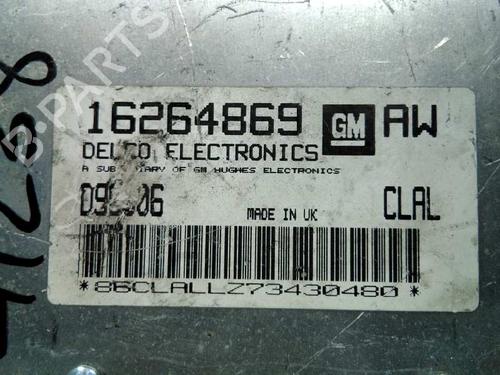 16264869 GM AW
DELCO ELECTRONICS
A SUBSIDIARY OF GM HUGHES ELECTRONICS
MADE IN UK CLAL
*86CLALLZ73430480*
B-PARTS